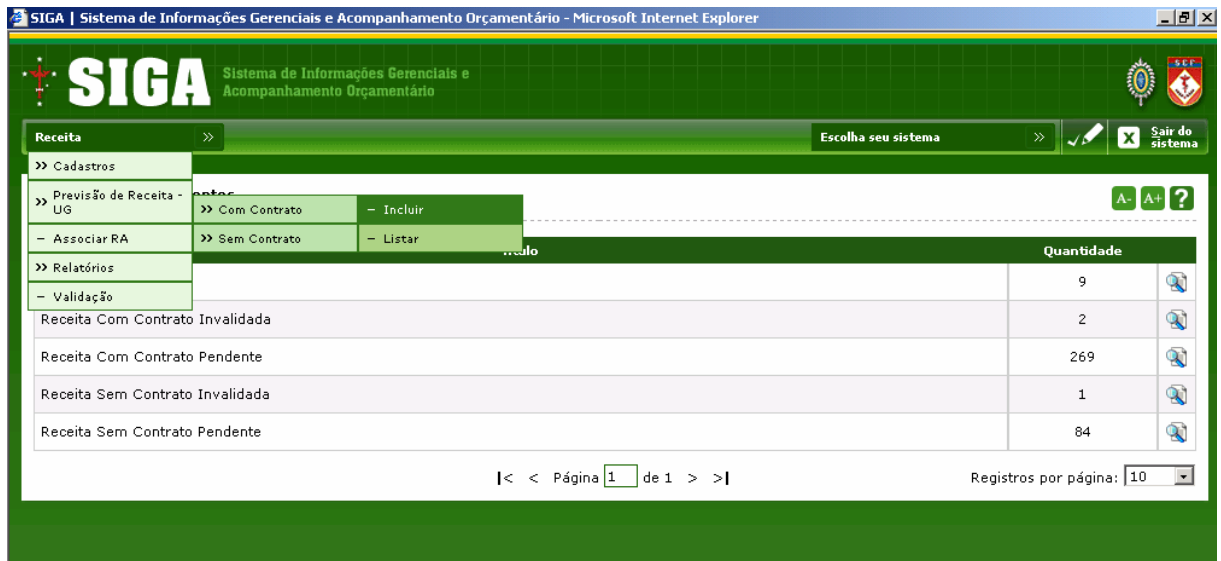 SIGA | Sistema de Informações Gerenciais e Acompanhamento Orçamentário - Microsoft Internet Explorer
SIGA
Sistema de Informações Gerenciais e
Acompanhamento Orçamentário
SEF
Receita »
Escolha seu sistema »
Sair do
sistema
» Cadastros
» Previsão de Receita -
UG
» Com Contrato
– Incluir
A- A+ ?
– Associar RA
» Sem Contrato
– Listar
» Relatórios
– Validação
Quantidade
9
Receita Com Contrato Invalidada 2
Receita Com Contrato Pendente 269
Receita Sem Contrato Invalidada 1
Receita Sem Contrato Pendente 84
|< < Página 1 de 1 > >|
Registros por página: 10